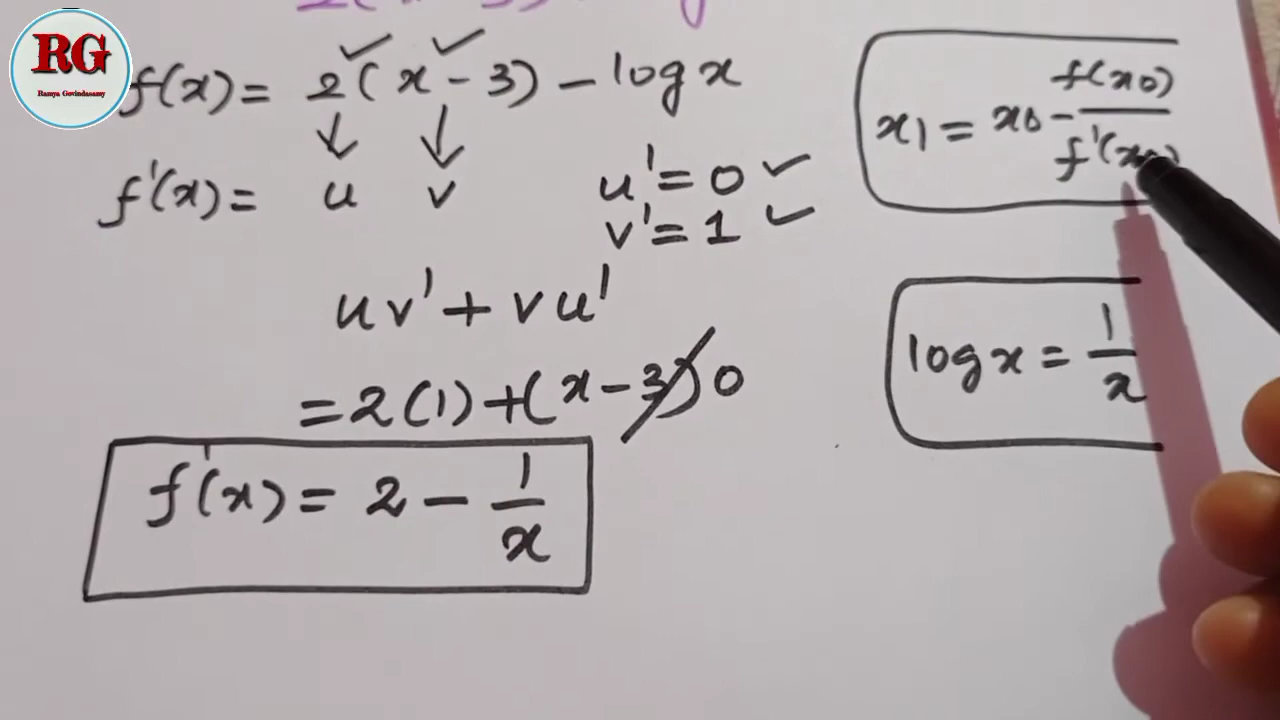 RG
Ramya Govindasamy
f(x) = 2(x - 3) - log x
f'(x) = u v
u' = 0 ✓
v' = 1 ✓
uv' + vu'
= 2(1) + (x - 3) 0
f'(x) = 2 - 1/x
x1 = x0 - f(x0)/f'(x0)
log x = 1/x